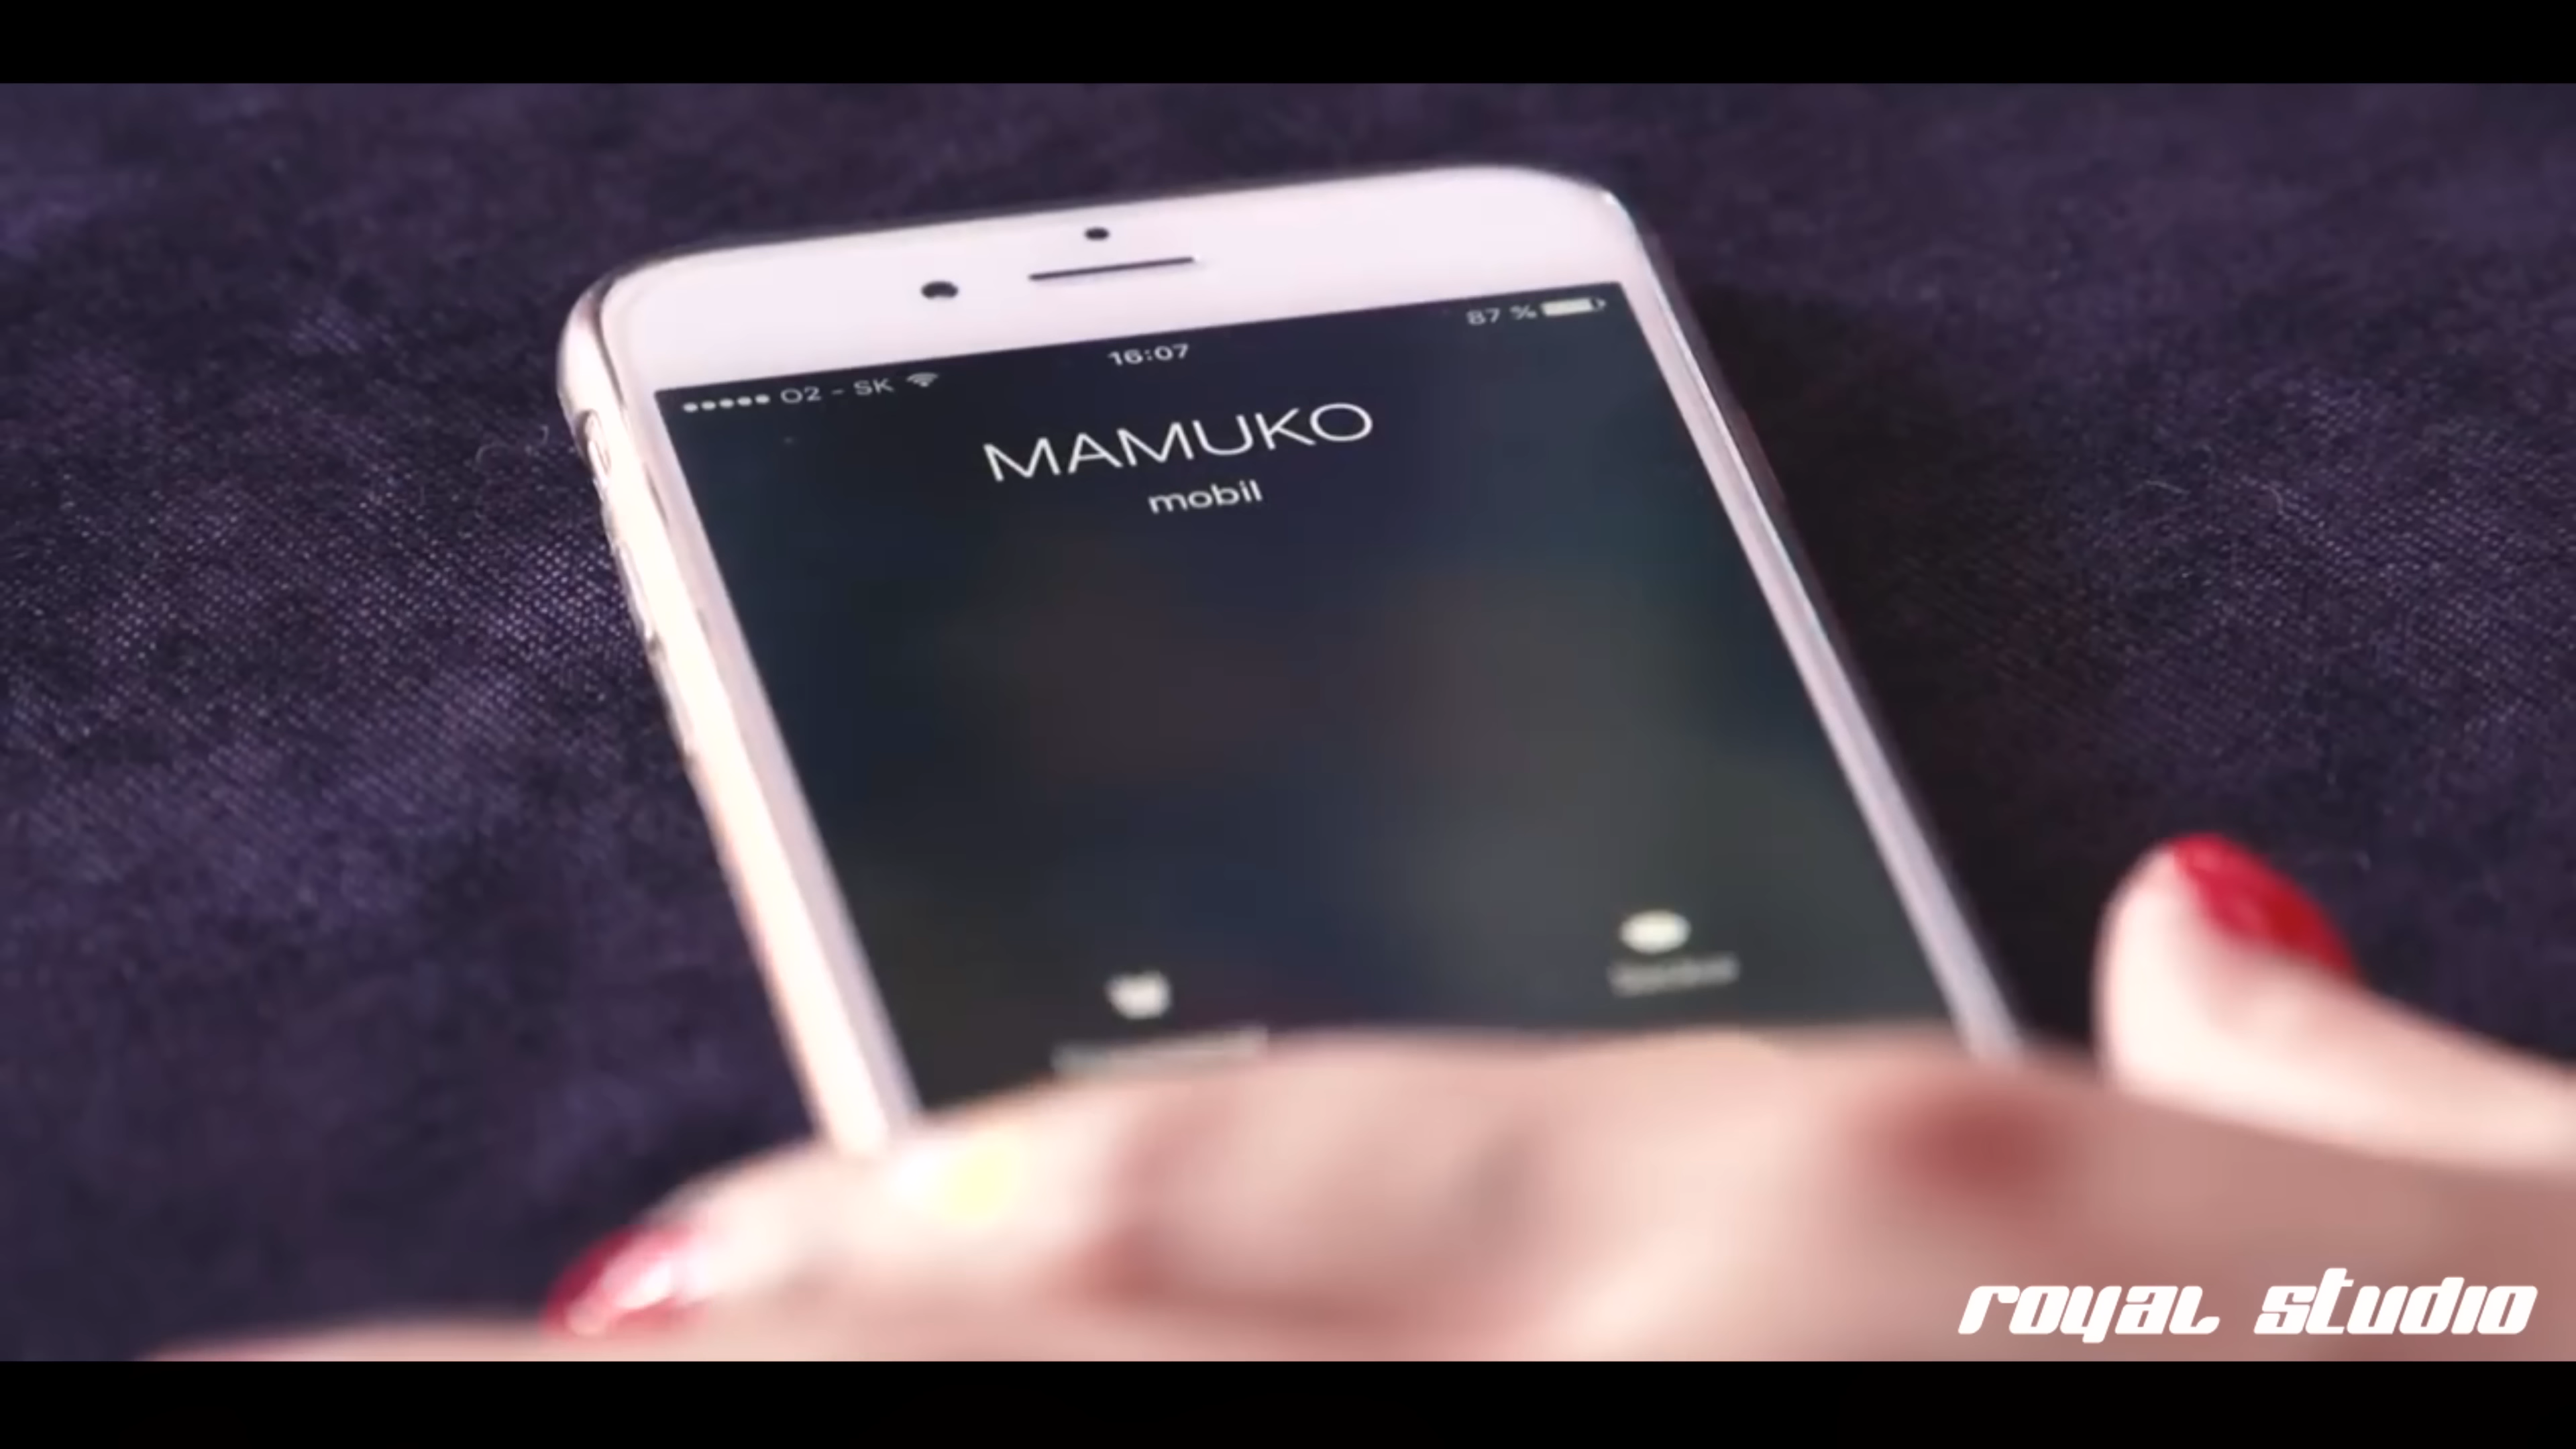 87 %
16:07
●●●●● O2 - SK
MAMUKO
mobil
royal studio